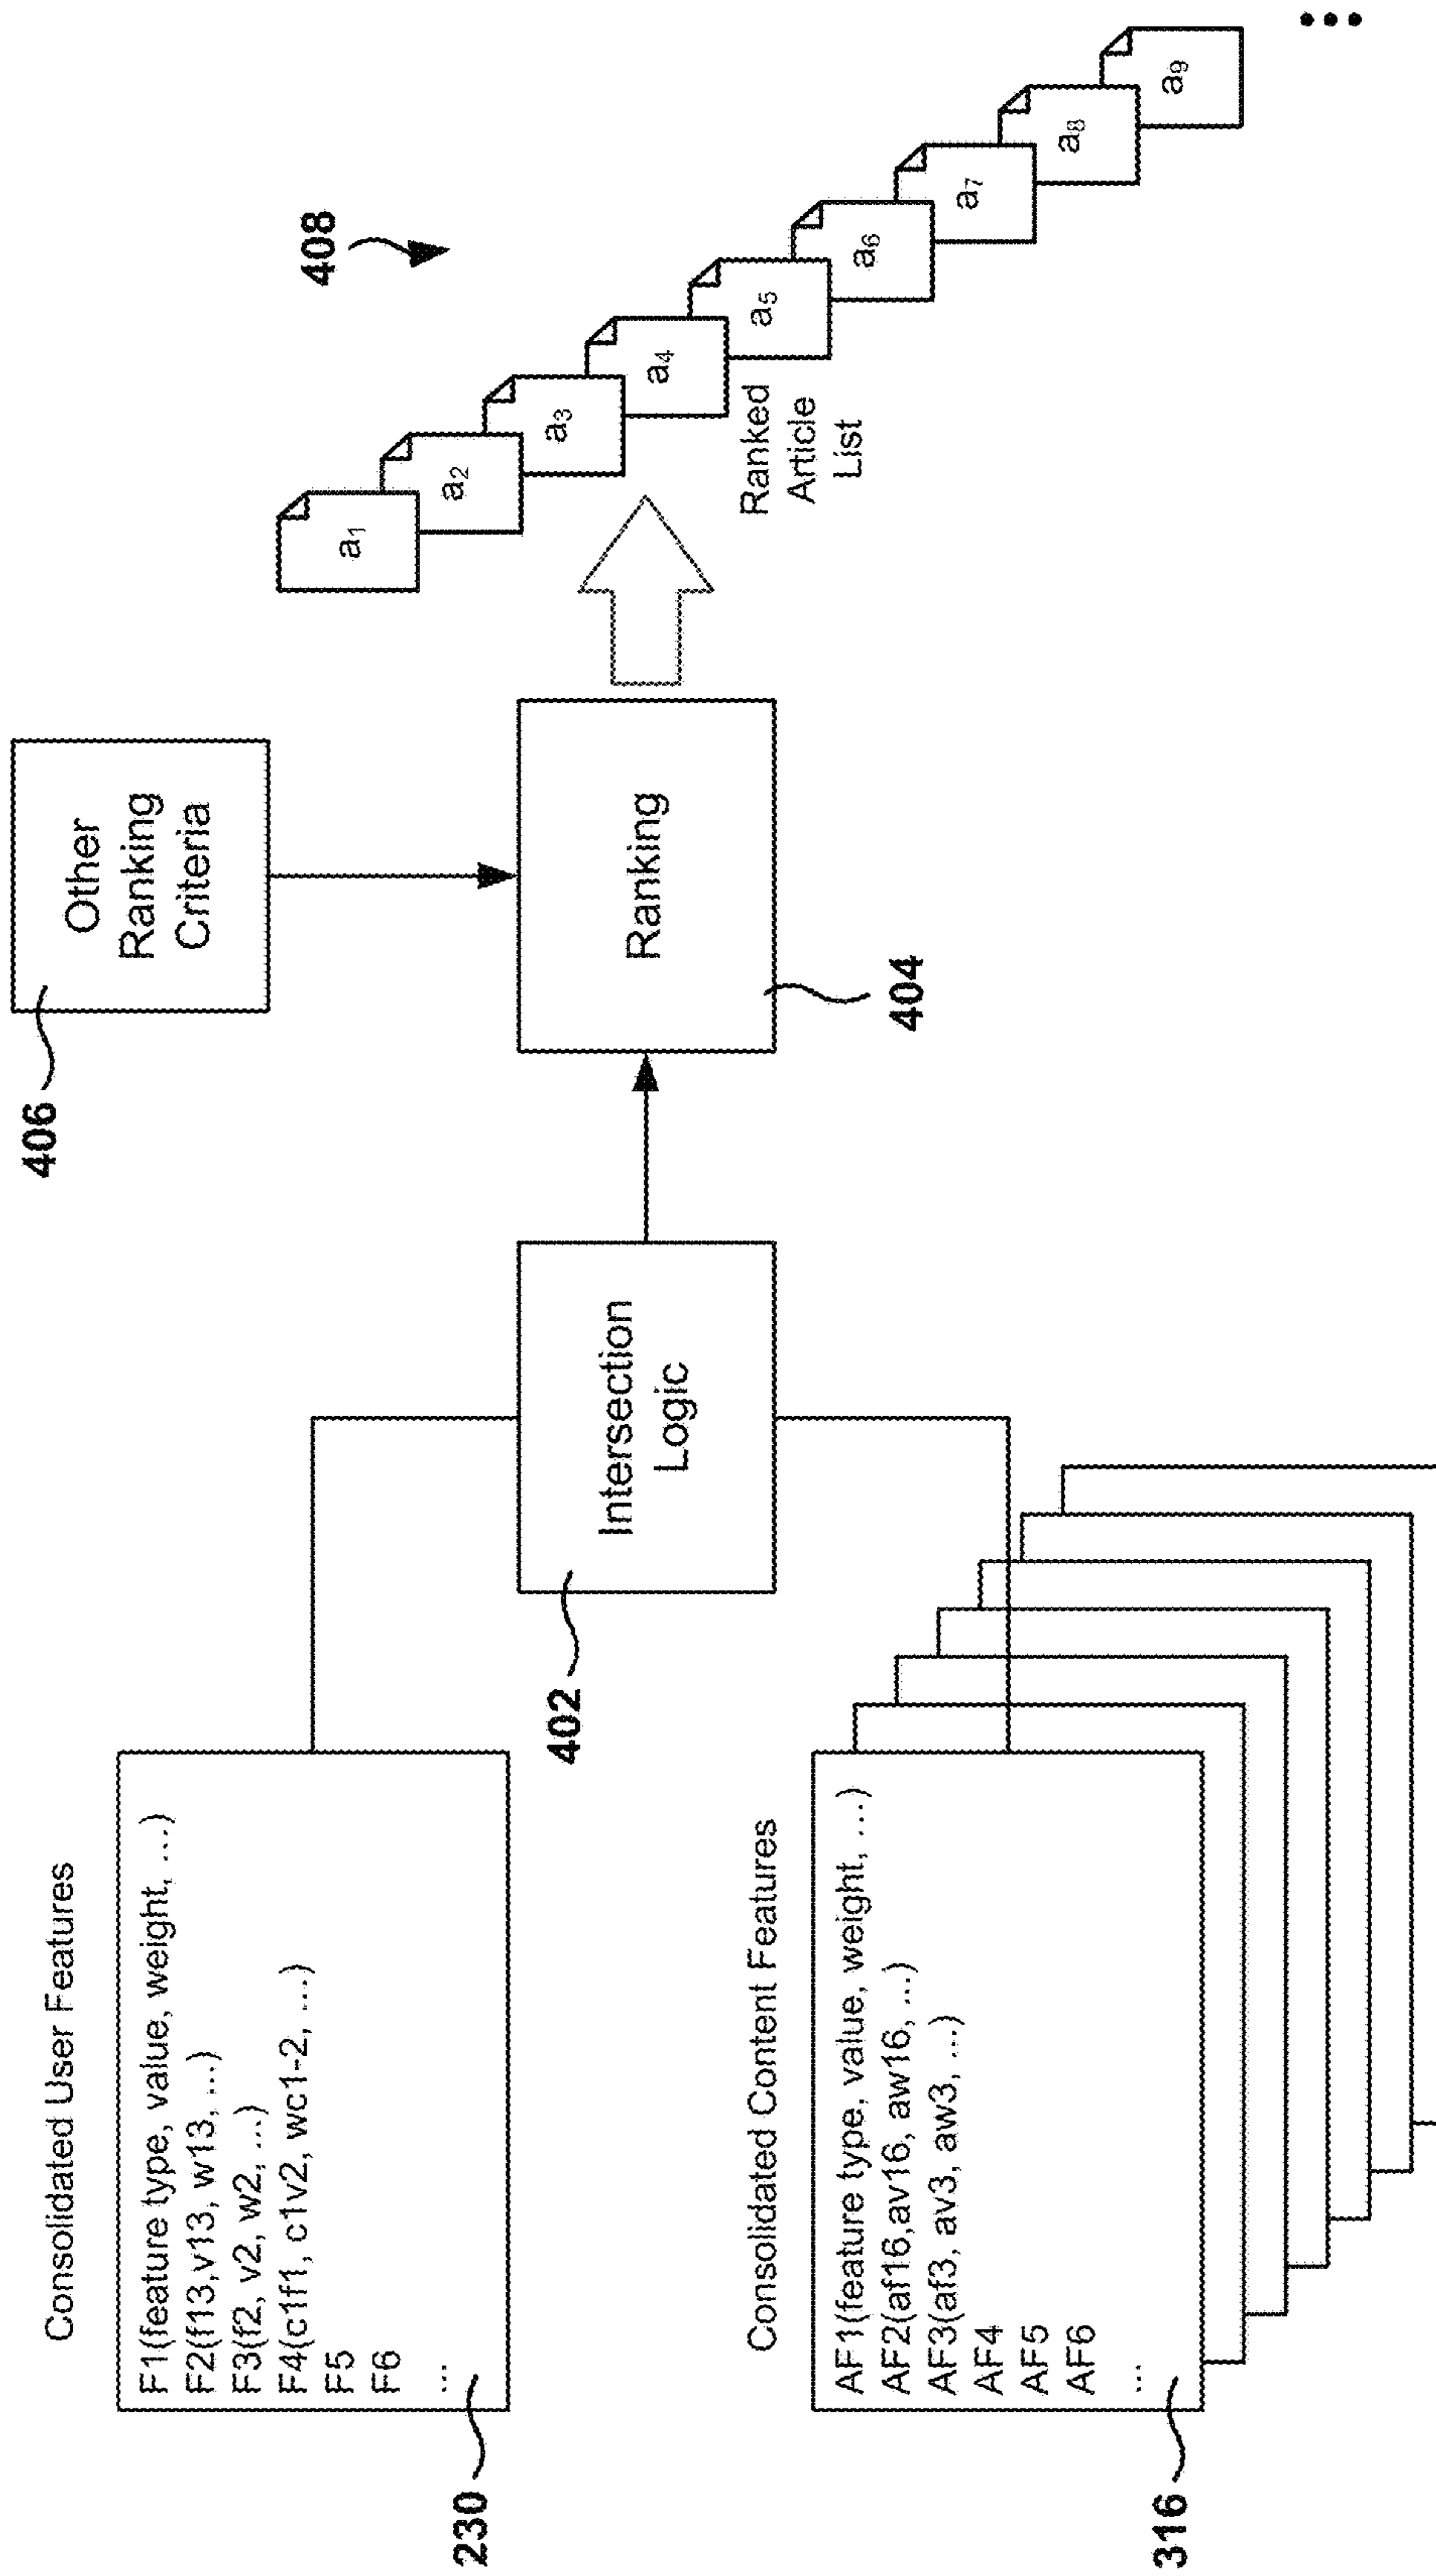 Consolidated User Features
F1(feature type, value, weight, ...)
F2(f13,v13, w13, ...)
F3(f2, v2, w2, ...)
F4(c1f1, c1v2, wc1-2, ...)
F5
F6
...
230
Consolidated Content Features
AF1(feature type, value, weight, ...)
AF2(af16,av16, aw16, ...)
AF3(af3, av3, aw3, ...)
AF4
AF5
AF6
...
316
402
Intersection
Logic
406
Other
Ranking
Criteria
Ranking
404
408
a1
a2
a3
a4
a5
a6
a7
a8
a9
Ranked
Article
List